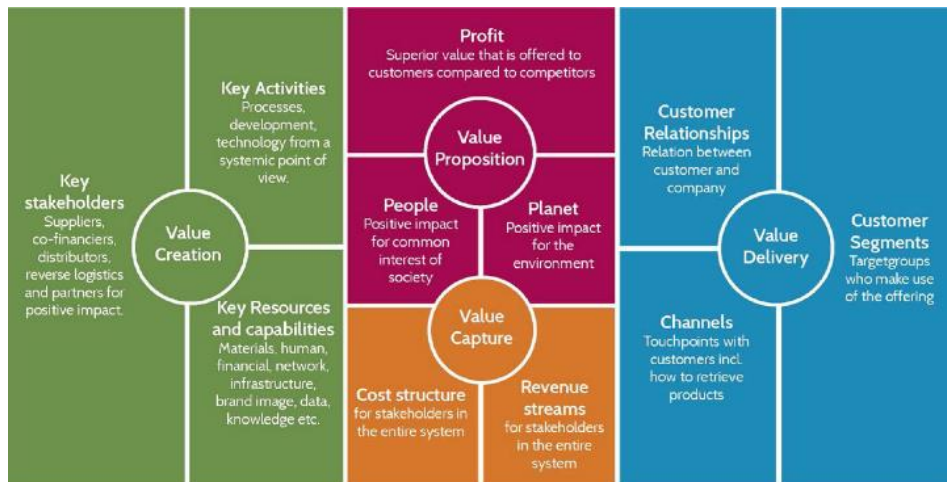 Key
stakeholders
Suppliers,
co-financiers,
distributors,
reverse logistics
and partners for
positive impact.
Key Activities
Processes,
development,
technology from a
systemic point of
view.
Value
Creation
Key Resources
and capabilities
Materials, human,
financial, network,
infrastructure,
brand image, data,
knowledge etc.
Profit
Superior value that is offered to
customers compared to competitors
Value
Proposition
People
Positive impact
for common
interest of
society
Planet
Positive impact
for the
environment
Value
Capture
Cost structure
for stakeholders in
the entire system
Revenue
streams
for stakeholders
in the entire
system
Customer
Relationships
Relation between
customer and
company
Value
Delivery
Channels
Touchpoints with
customers incl.
how to retrieve
products
Customer
Segments
Targetgroups
who make use
of the offering